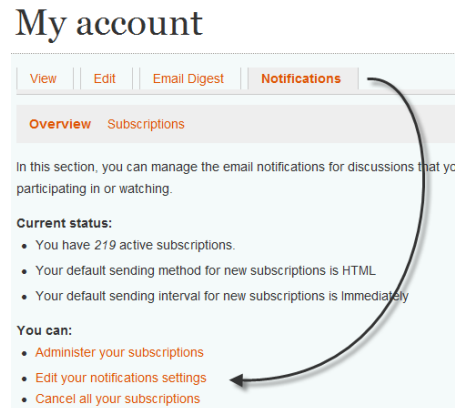 My account
View Edit Email Digest Notifications
Overview Subscriptions
In this section, you can manage the email notifications for discussions that
participating in or watching.
Current status:
You have 219 active subscriptions.
Your default sending method for new subscriptions is HTML
Your default sending interval for new subscriptions is Immediately
You can:
Administer your subscriptions
Edit your notifications settings
Cancel all your subscriptions